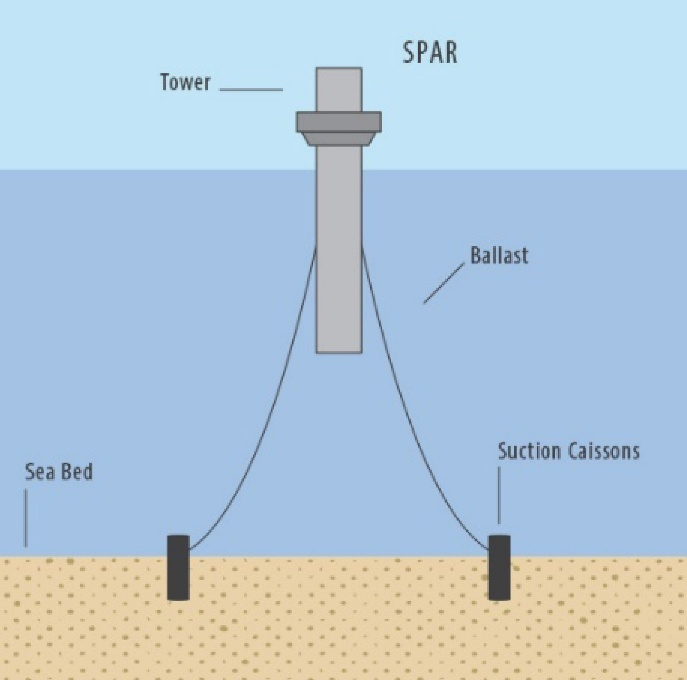 SPAR
Tower
Ballast
Suction Caissons
Sea Bed